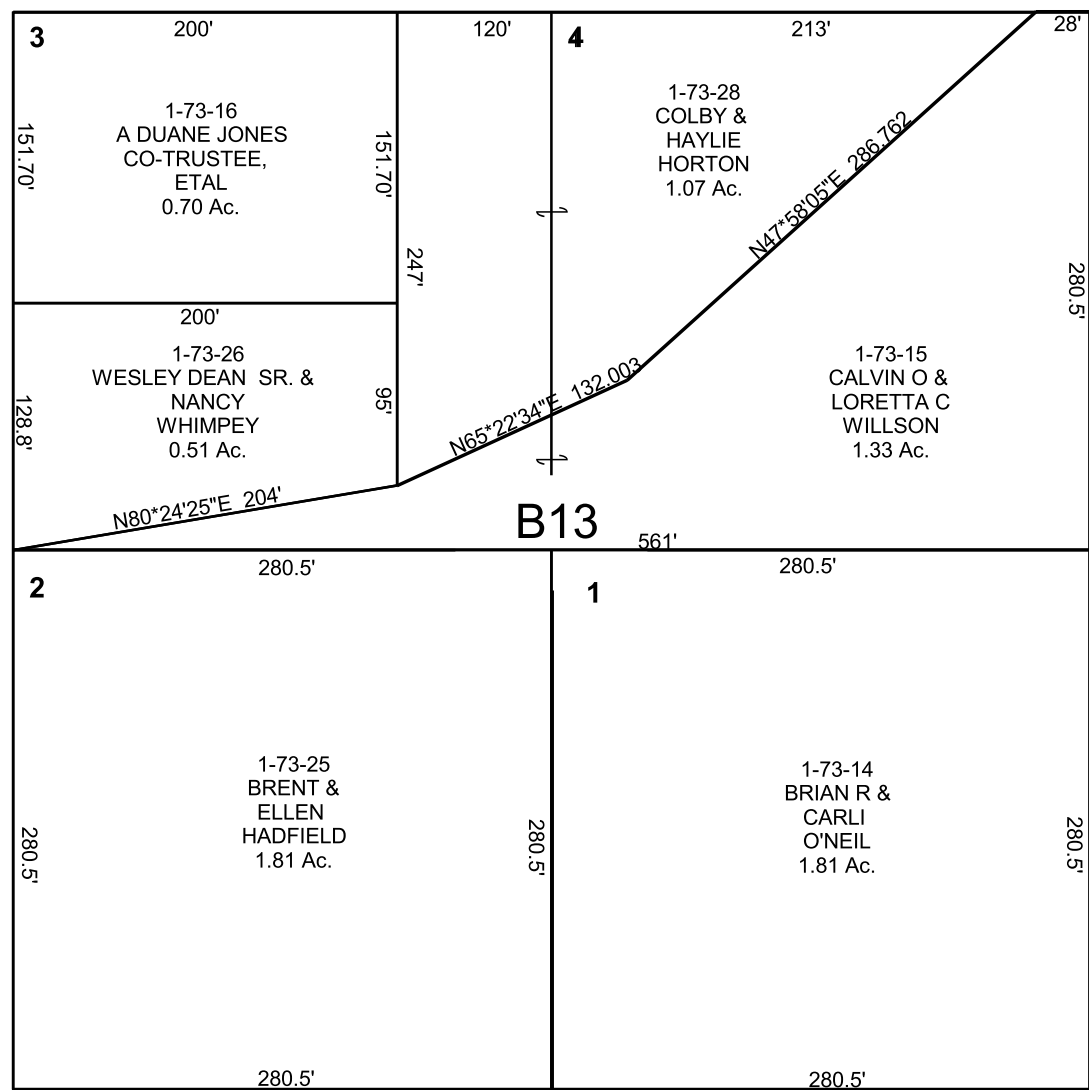 3
200'
120'
4
213'
28'
1-73-16
A DUANE JONES
CO-TRUSTEE,
ETAL
0.70 Ac.
151.70'
151.70'
1-73-28
COLBY &
HAYLIE
HORTON
1.07 Ac.
N47*58'05"E 286.762
247'
280.5'
200'
1-73-26
WESLEY DEAN SR. &
NANCY
WHIMPEY
0.51 Ac.
128.8'
95'
N65*22'34"E 132.003
1-73-15
CALVIN O &
LORETTA C
WILLSON
1.33 Ac.
N80*24'25"E 204'
B13
561'
2
280.5'
1
280.5'
1-73-25
BRENT &
ELLEN
HADFIELD
1.81 Ac.
280.5'
280.5'
1-73-14
BRIAN R &
CARLI
O'NEIL
1.81 Ac.
280.5'
280.5'
280.5'